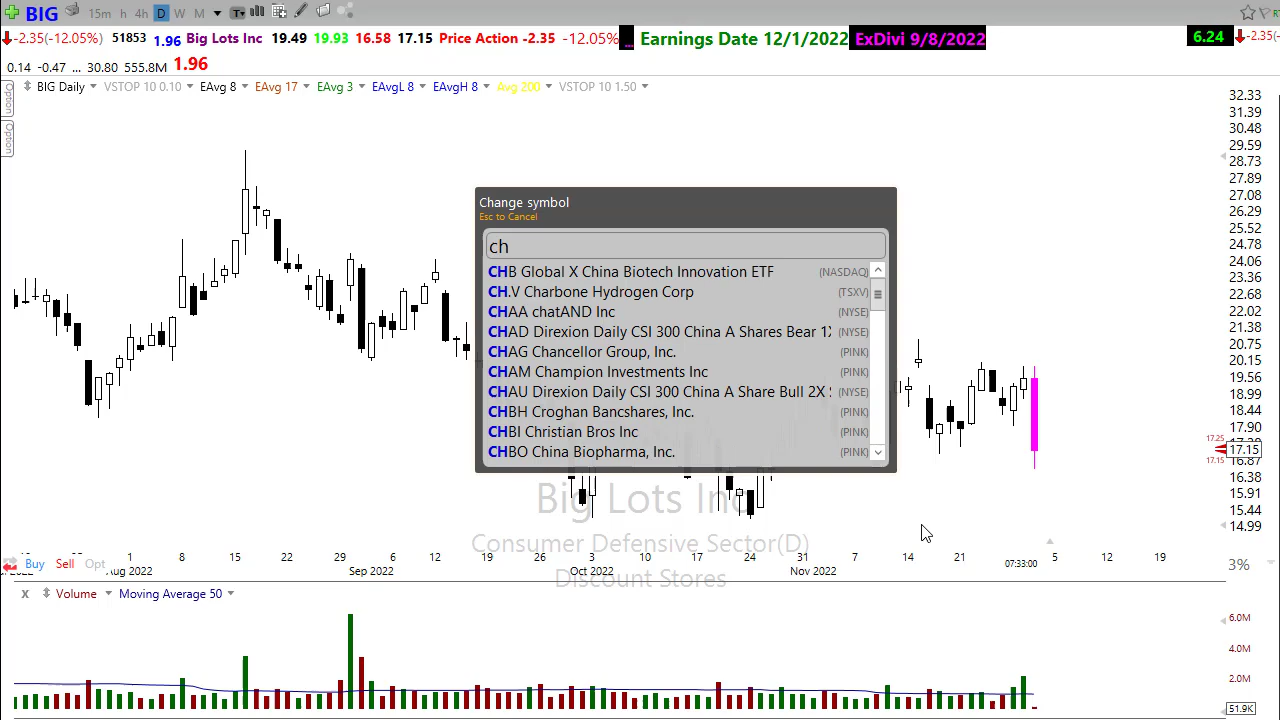 BIG 15m h 4h D W M T
-2.35(-12.05%) 51853 1.96 Big Lots Inc 19.49 19.93 16.58 17.15 Price Action -2.35 -12.05% ... Earnings Date 12/1/2022 ExDivi 9/8/2022 6.24 -2.35(-
0.14 -0.47 ... 30.80 555.8M 1.96
BIG Daily VSTOP 10 0.10 EAvg 8 EAvg 17 EAvg 3 EAvgL 8 EAvgH 8 Avg 200 VSTOP 10 1.50
Option
Option
Change symbol
Esc to Cancel
ch
CHB Global X China Biotech Innovation ETF (NASDAQ)
CH.V Charbone Hydrogen Corp (TSXV)
CHAA chatAND Inc (NYSE)
CHAD Direxion Daily CSI 300 China A Shares Bear 1X (NYSE)
CHAG Chancellor Group, Inc. (PINK)
CHAM Champion Investments Inc (PINK)
CHAU Direxion Daily CSI 300 China A Share Bull 2X S (NYSE)
CHBH Croghan Bancshares, Inc. (PINK)
CHBI Christian Bros Inc (PINK)
CHBO China Biopharma, Inc. (PINK)
32.33
31.39
30.48
29.59
28.73
27.89
27.08
26.29
25.52
24.78
24.06
23.36
22.68
22.02
21.38
20.75
20.15
19.56
18.99
18.44
17.90
17.25
17.15
17.15
16.87
16.38
15.91
15.44
14.99
Big Lots Inc
Consumer Defensive Sector(D)
Discount Stores
1 8 15 22 29 6 12 3 10 17 24 31 7 14 21 07:33:00 5 12 19
Aug 2022 Sep 2022 Oct 2022 Nov 2022
Buy Sell Opt
3%
x Volume Moving Average 50
6.0M
4.0M
2.0M
51.9K